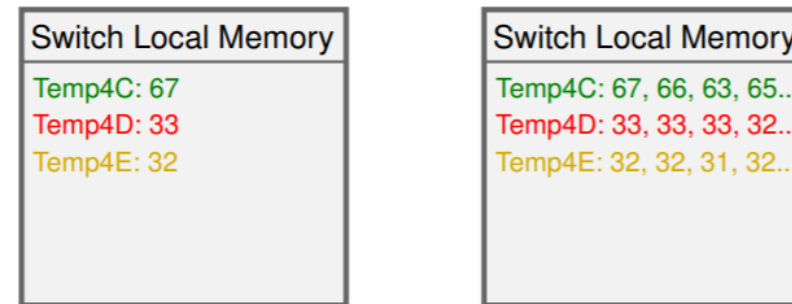 Switch Local Memory
Temp4C: 67
Temp4D: 33
Temp4E: 32
Switch Local Memory
Temp4C: 67, 66, 63, 65..
Temp4D: 33, 33, 33, 32..
Temp4E: 32, 32, 31, 32..